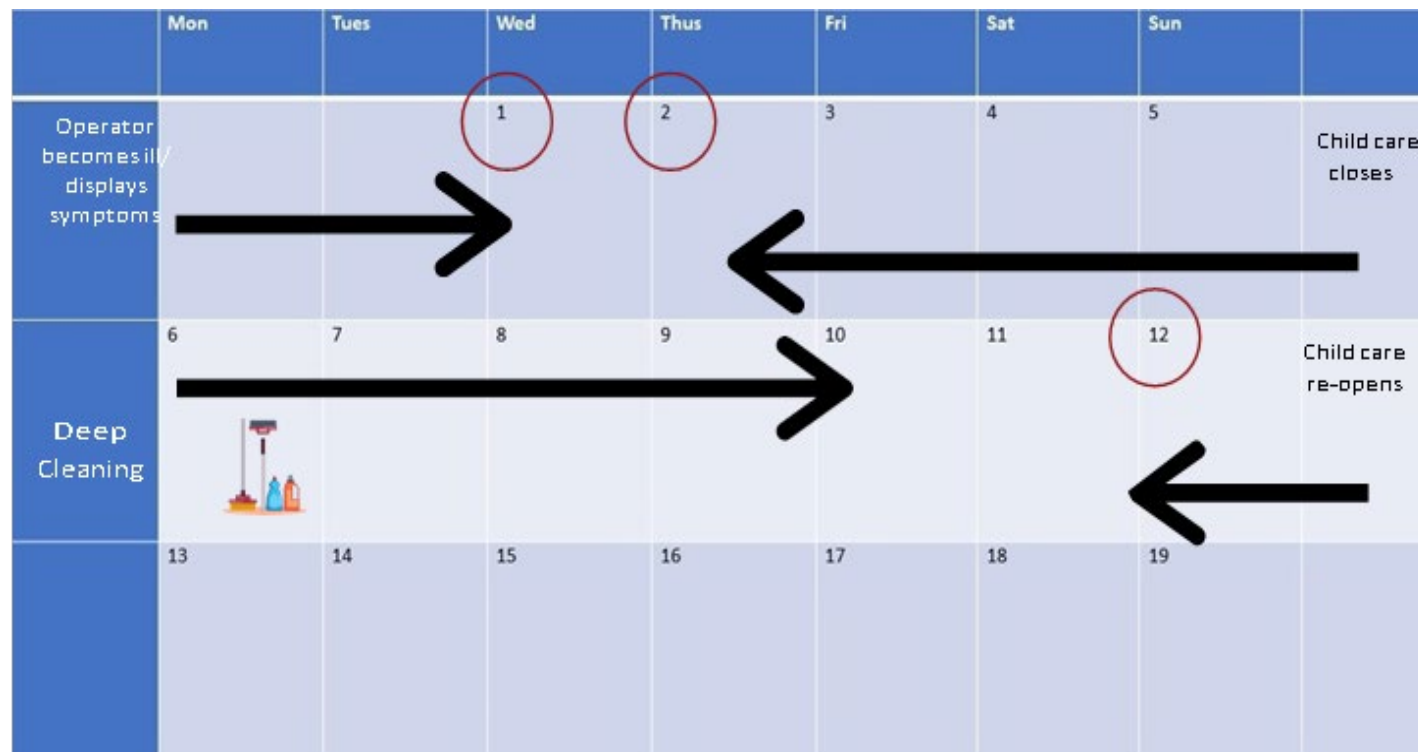 Mon Tues Wed Thus Fri Sat Sun
1 2 3 4 5
Operator
becomes ill/
displays
symptoms
Child care
closes
6 7 8 9 10 11 12
Child care
re-opens
Deep
Cleaning
13 14 15 16 17 18 19